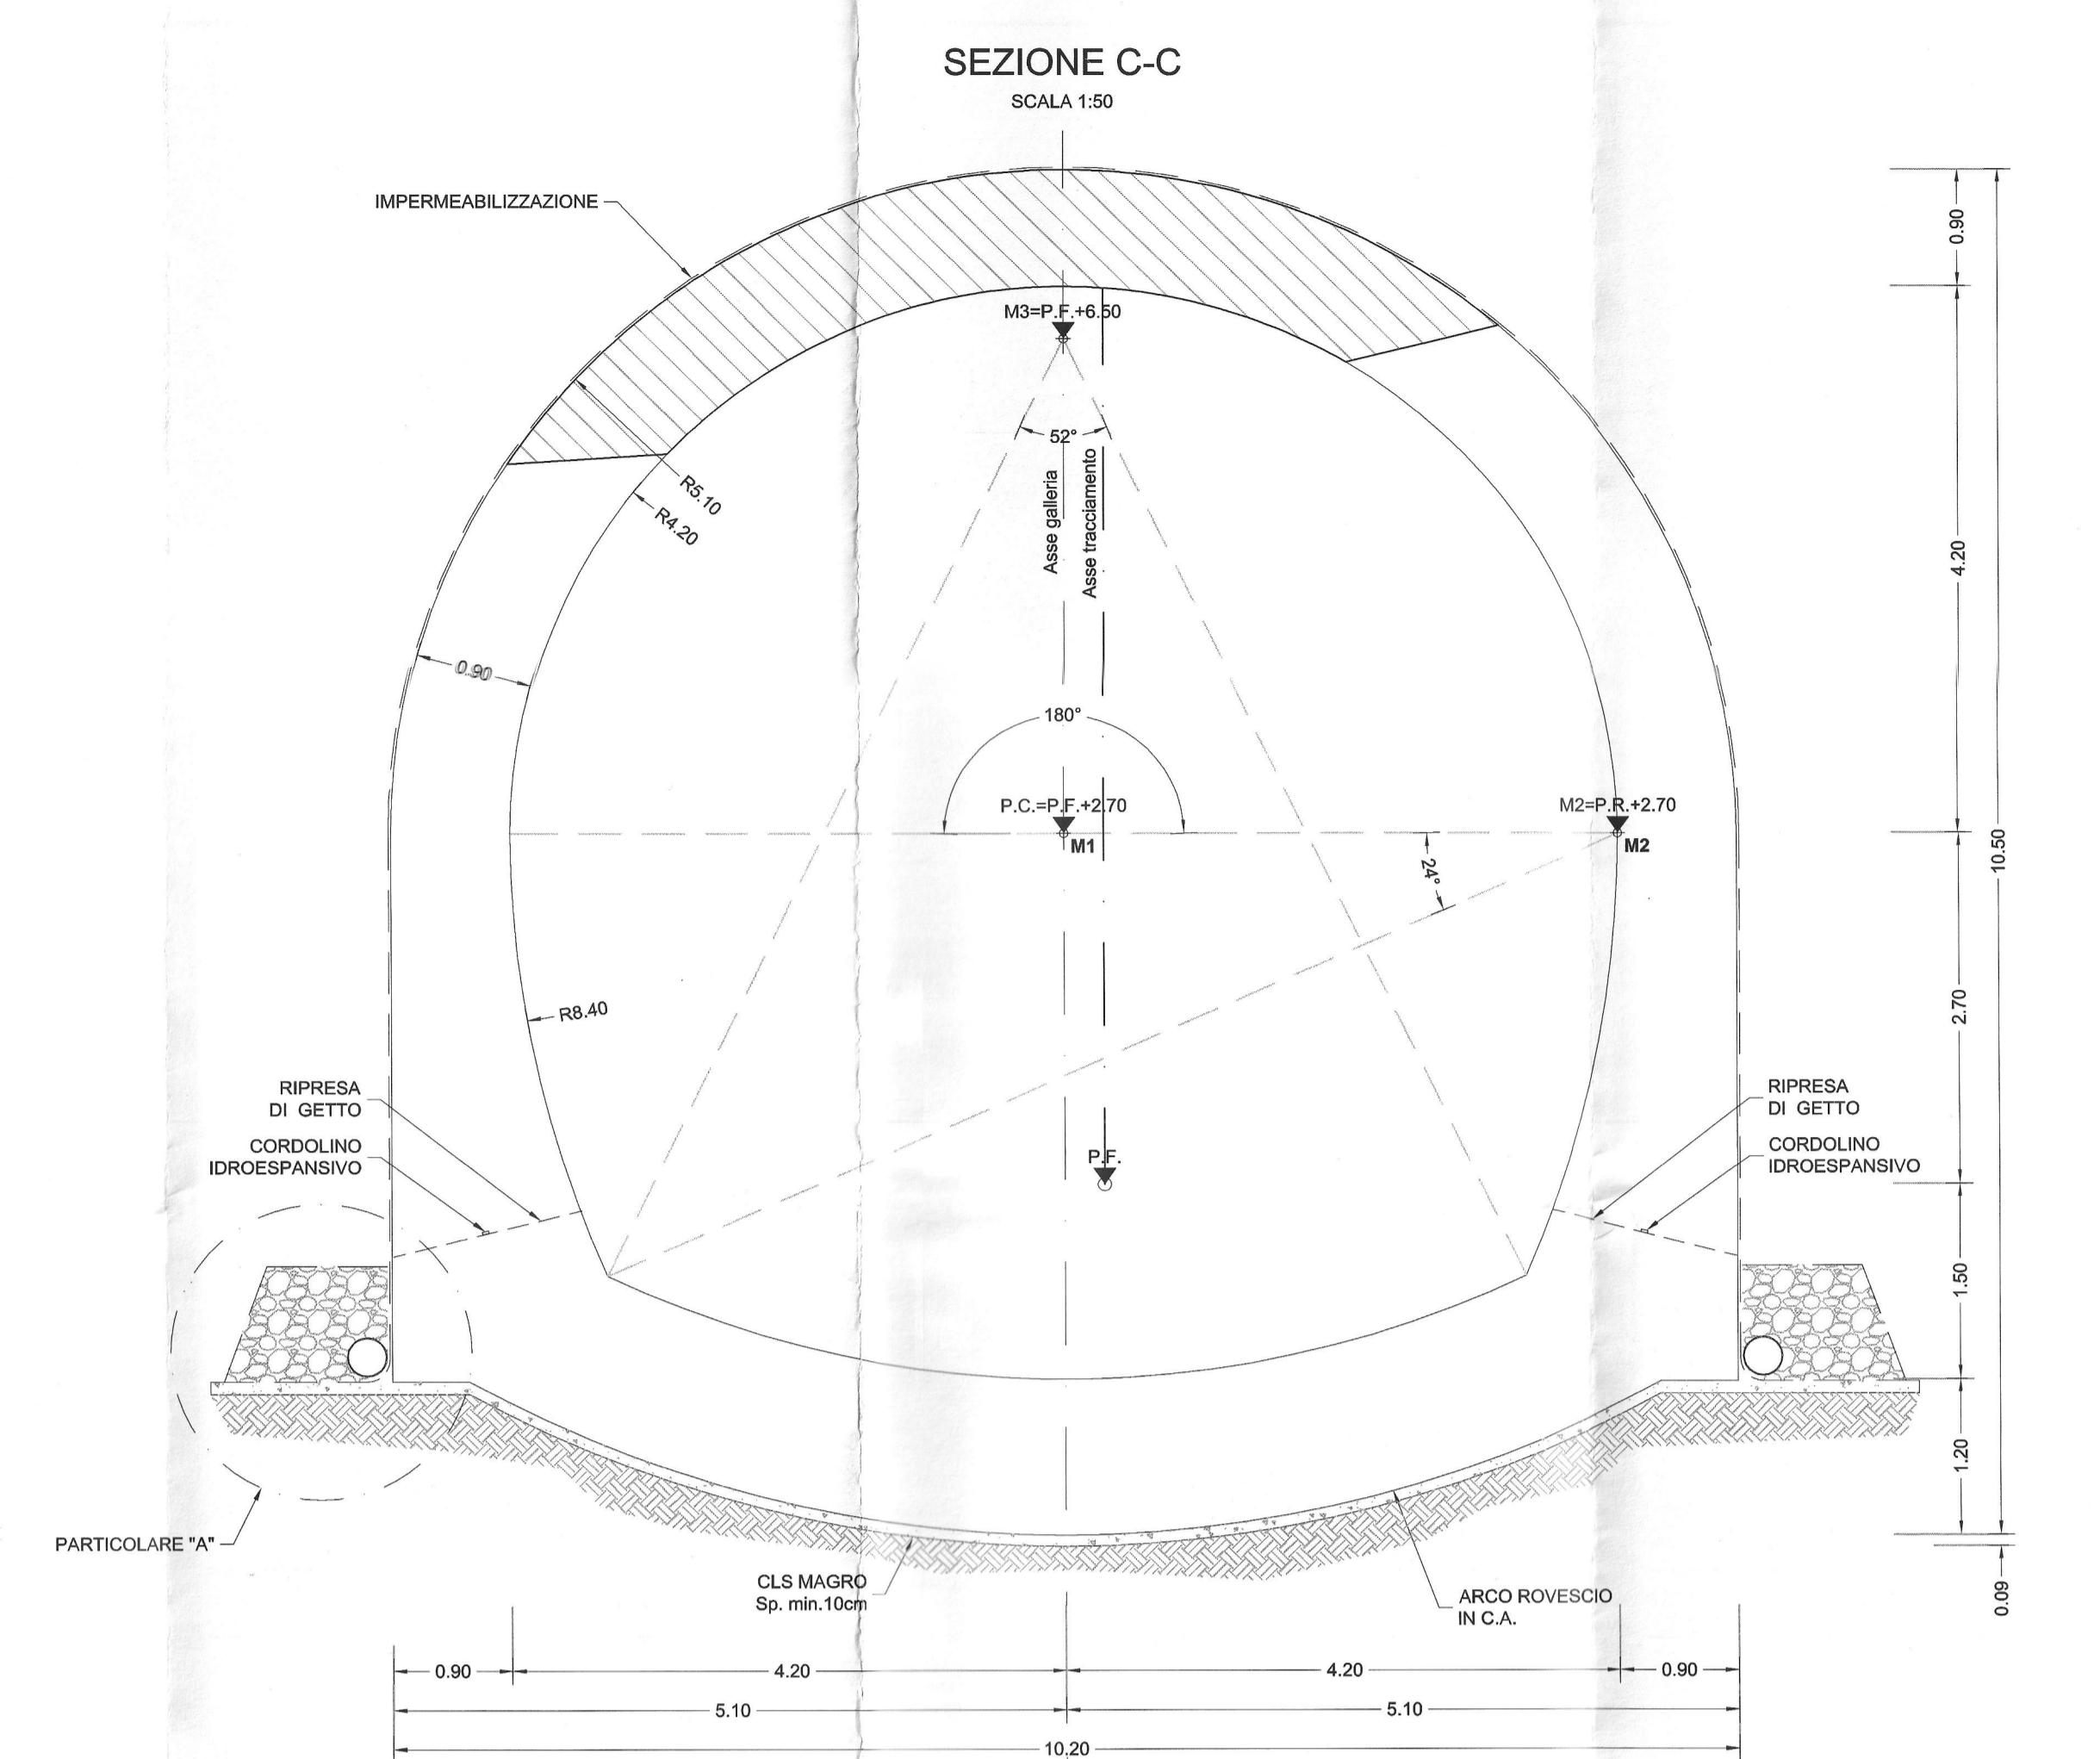 SEZIONE C-C
SCALA 1:50
IMPERMEABILIZZAZIONE
0.90
M3=P.F.+6.50
52°
R5.10
R4.20
Asse galleria
Asse tracciamento
4.20
0.90
180°
P.C.=P.F.+2.70
M1
M2=P.R.+2.70
M2
24°
10.50
R8.40
2.70
RIPRESA
DI GETTO
CORDOLINO
IDROESPANSIVO
P.F.
RIPRESA
DI GETTO
CORDOLINO
IDROESPANSIVO
1.50
1.20
PARTICOLARE "A"
CLS MAGRO
Sp. min.10cm
ARCO ROVESCIO
IN C.A.
0.09
0.90
4.20
4.20
0.90
5.10
5.10
10.20